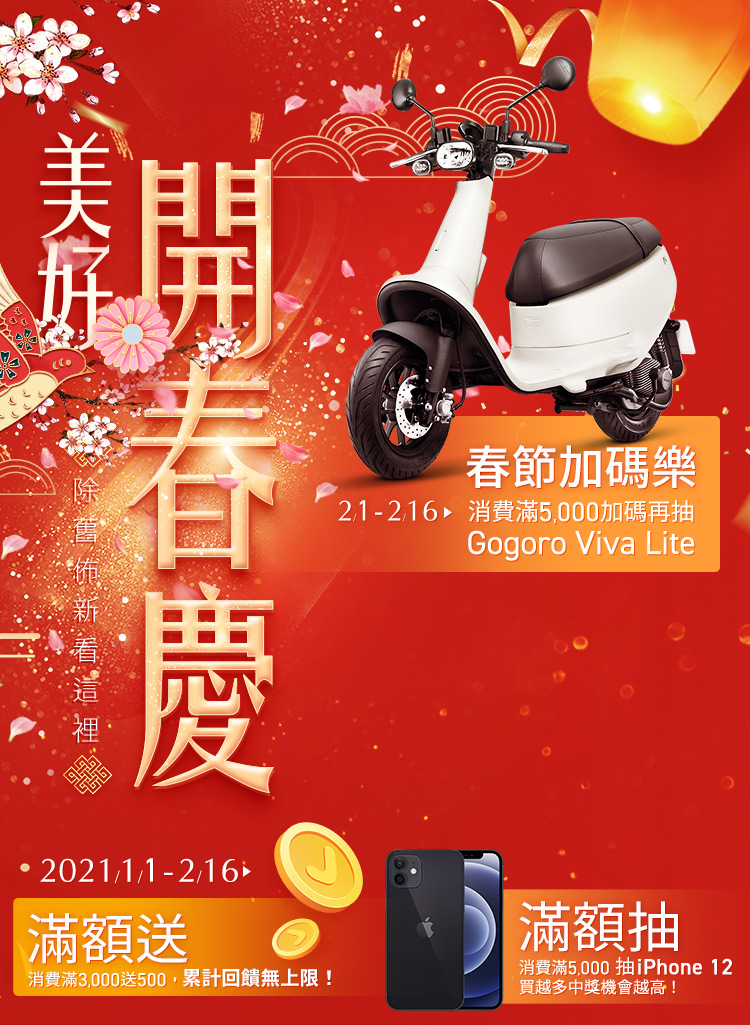 美好
開春慶
除舊佈新看這裡
春節加碼樂
2/1-2/16▸ 消費滿5,000加碼再抽
Gogoro Viva Lite
2021/1/1-2/16▸
滿額送
消費滿3,000送500，累計回饋無上限！
滿額抽
消費滿5,000 抽iPhone 12
買越多中獎機會越高！